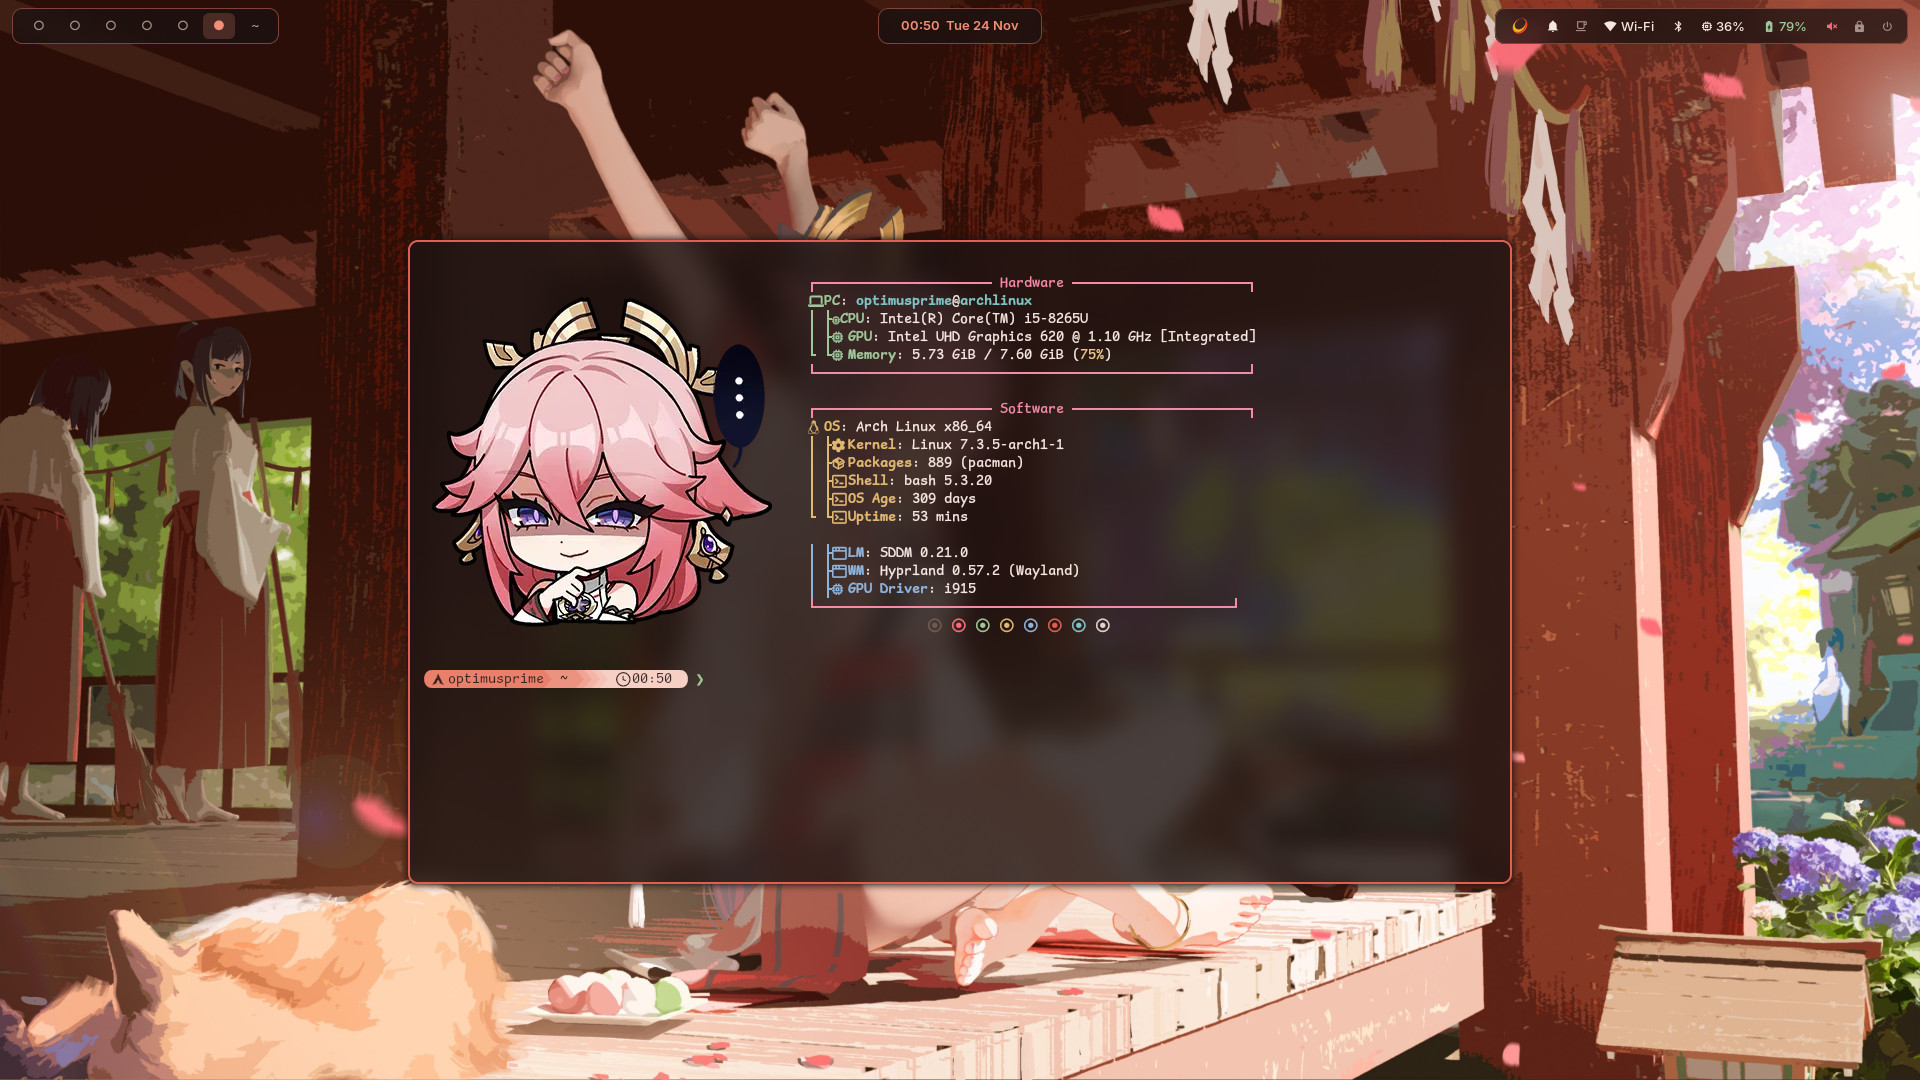 ~
00:50 Tue 24 Nov
Wi-Fi 36% 79%
Hardware
PC: optimusprime@archlinux
CPU: Intel(R) Core(TM) i5-8265U
GPU: Intel UHD Graphics 620 @ 1.10 GHz [Integrated]
Memory: 5.73 GiB / 7.60 GiB (75%)
Software
OS: Arch Linux x86_64
Kernel: Linux 7.3.5-arch1-1
Packages: 889 (pacman)
Shell: bash 5.3.20
OS Age: 309 days
Uptime: 53 mins
LM: SDDM 0.21.0
WM: Hyprland 0.57.2 (Wayland)
GPU Driver: i915
optimusprime ~ 00:50 ❯